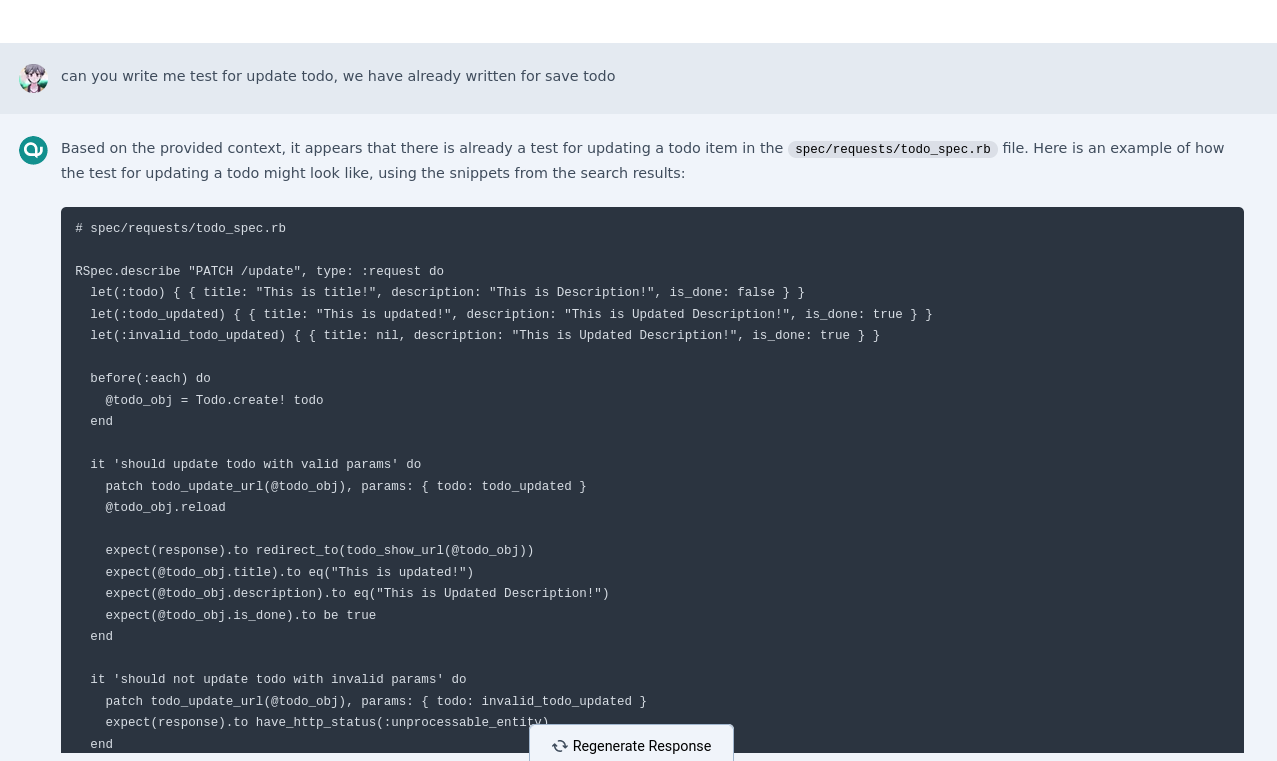 can you write me test for update todo, we have already written for save todo
Based on the provided context, it appears that there is already a test for updating a todo item in the spec/requests/todo_spec.rb file. Here is an example of how
the test for updating a todo might look like, using the snippets from the search results:
# spec/requests/todo_spec.rb
RSpec.describe "PATCH /update", type: :request do
  let(:todo) { { title: "This is title!", description: "This is Description!", is_done: false } }
  let(:todo_updated) { { title: "This is updated!", description: "This is Updated Description!", is_done: true } }
  let(:invalid_todo_updated) { { title: nil, description: "This is Updated Description!", is_done: true } }
  before(:each) do
    @todo_obj = Todo.create! todo
  end
  it 'should update todo with valid params' do
    patch todo_update_url(@todo_obj), params: { todo: todo_updated }
    @todo_obj.reload
    expect(response).to redirect_to(todo_show_url(@todo_obj))
    expect(@todo_obj.title).to eq("This is updated!")
    expect(@todo_obj.description).to eq("This is Updated Description!")
    expect(@todo_obj.is_done).to be true
  end
  it 'should not update todo with invalid params' do
    patch todo_update_url(@todo_obj), params: { todo: invalid_todo_updated }
    expect(response).to have_http_status(:unprocessable_entity)
  end
Regenerate Response